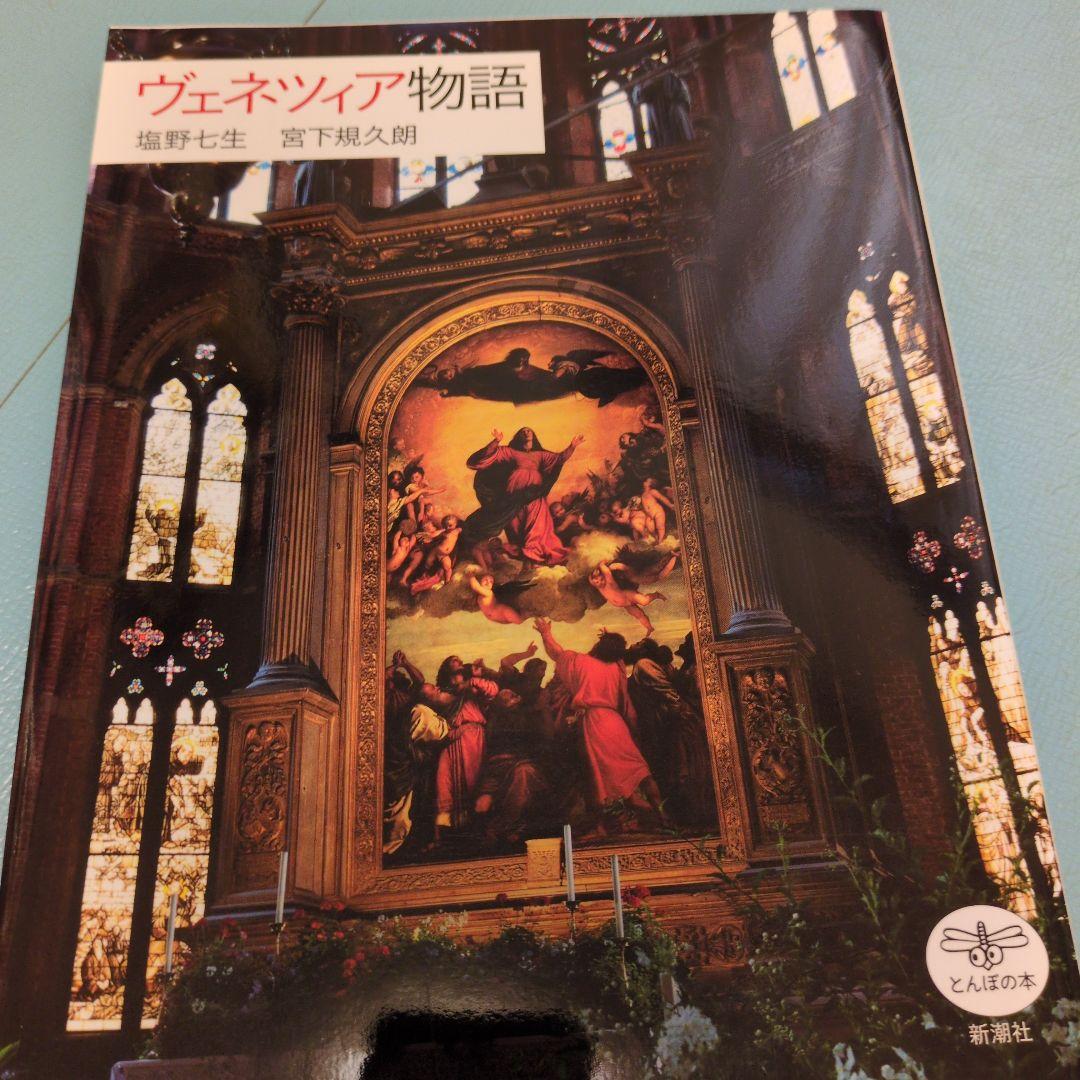 ヴェネツィア物語
塩野七生 宮下規久朗
とんぼの本
新潮社